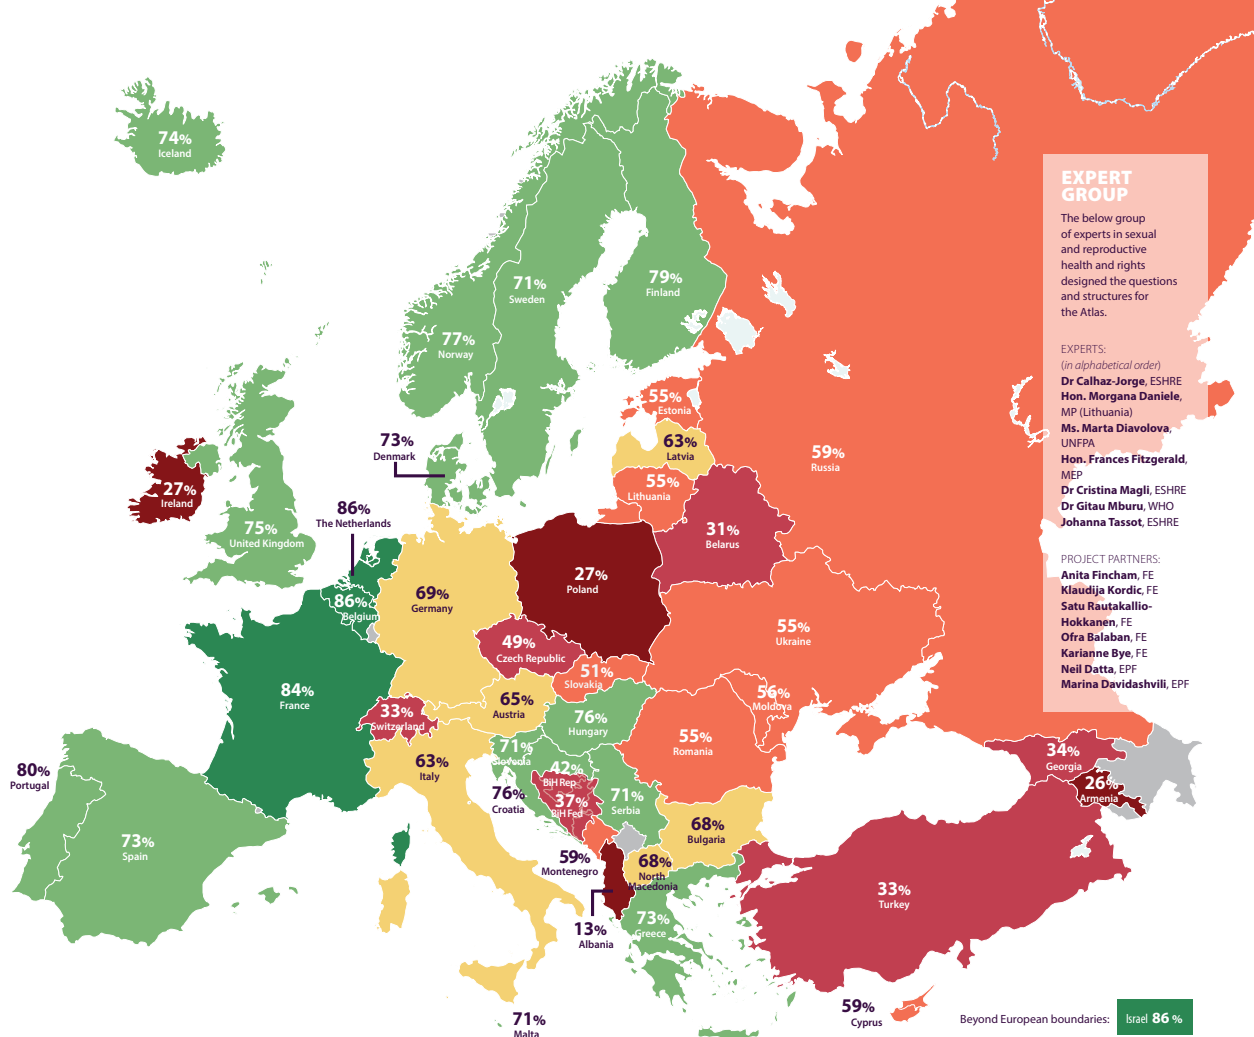 74%
Iceland
71%
Sweden
79%
Finland
77%
Norway
55%
Estonia
73%
Denmark
63%
Latvia
59%
Russia
55%
Lithuania
27%
Ireland
86%
The Netherlands
75%
United Kingdom
31%
Belarus
27%
Poland
69%
Germany
86%
Belgium
55%
Ukraine
49%
Czech Republic
51%
Slovakia
84%
France
65%
Austria
56%
Moldova
33%
Switzerland
76%
Hungary
55%
Romania
71%
Slovenia
63%
Italy
42%
BiH Rep
80%
Portugal
76%
Croatia
37%
BiH Fed
71%
Serbia
34%
Georgia
26%
Armenia
73%
Spain
68%
Bulgaria
59%
Montenegro
68%
North
Macedonia
33%
Turkey
13%
Albania
73%
Greece
59%
Cyprus
71%
Malta
EXPERT
GROUP
The below group
of experts in sexual
and reproductive
health and rights
designed the questions
and structures for
the Atlas.
EXPERTS:
(in alphabetical order)
Dr Calhaz-Jorge, ESHRE
Hon. Morgana Daniele,
MP (Lithuania)
Ms. Marta Diavolova,
UNFPA
Hon. Frances Fitzgerald,
MEP
Dr Cristina Magli, ESHRE
Dr Gitau Mburu, WHO
Johanna Tassot, ESHRE
PROJECT PARTNERS:
Anita Fincham, FE
Klaudija Kordic, FE
Satu Rautakallio-
Hokkanen, FE
Ofra Balaban, FE
Karianne Bye, FE
Neil Datta, EPF
Marina Davidashvili, EPF
Beyond European boundaries:
Israel 86 %